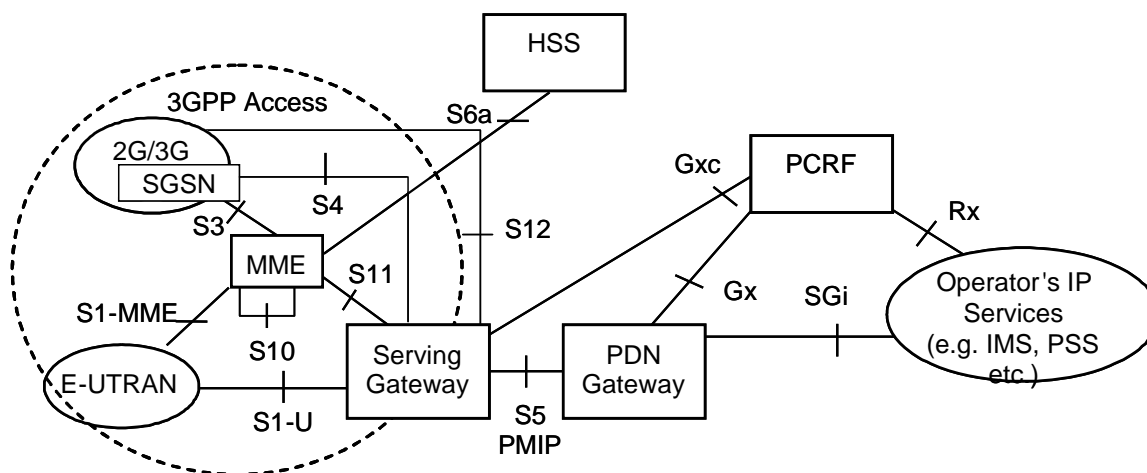 HSS
3GPP Access
S6a
2G/3G
SGSN
S4
S3
Gxc
PCRF
Rx
S12
MME
S11
S1-MME
S10
Gx
SGi
Operator's IP
Services
(e.g. IMS, PSS
etc.)
E-UTRAN
S1-U
Serving
Gateway
S5
PMIP
PDN
Gateway